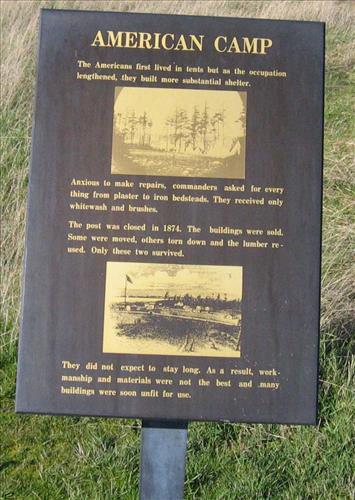 AMERICAN CAMP
The Americans first lived in tents but as the occupation
lengthened, they built more substantial shelter.
Anxious to make repairs, commanders asked for every
thing from plaster to iron bedsteads. They received only
whitewash and brushes.
The post was closed in 1874. The buildings were sold.
Some were moved, others torn down and the lumber re-
used. Only these two survived.
They did not expect to stay long. As a result, work-
manship and materials were not the best and many
buildings were soon unfit for use.